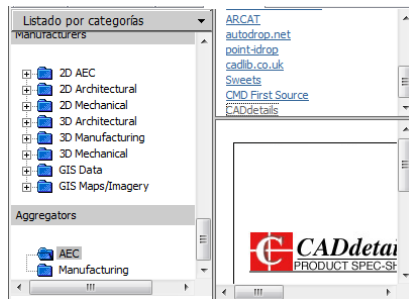 Listado por categorías
Manufacturers
2D AEC
2D Architectural
2D Mechanical
3D Architectural
3D Manufacturing
3D Mechanical
GIS Data
GIS Maps/Imagery
Aggregators
AEC
Manufacturing
ARCAT
autodrop.net
point-idrop
cadlib.co.uk
Sweets
CMD First Source
CADdetails
CADdetai
PRODUCT SPEC-SH